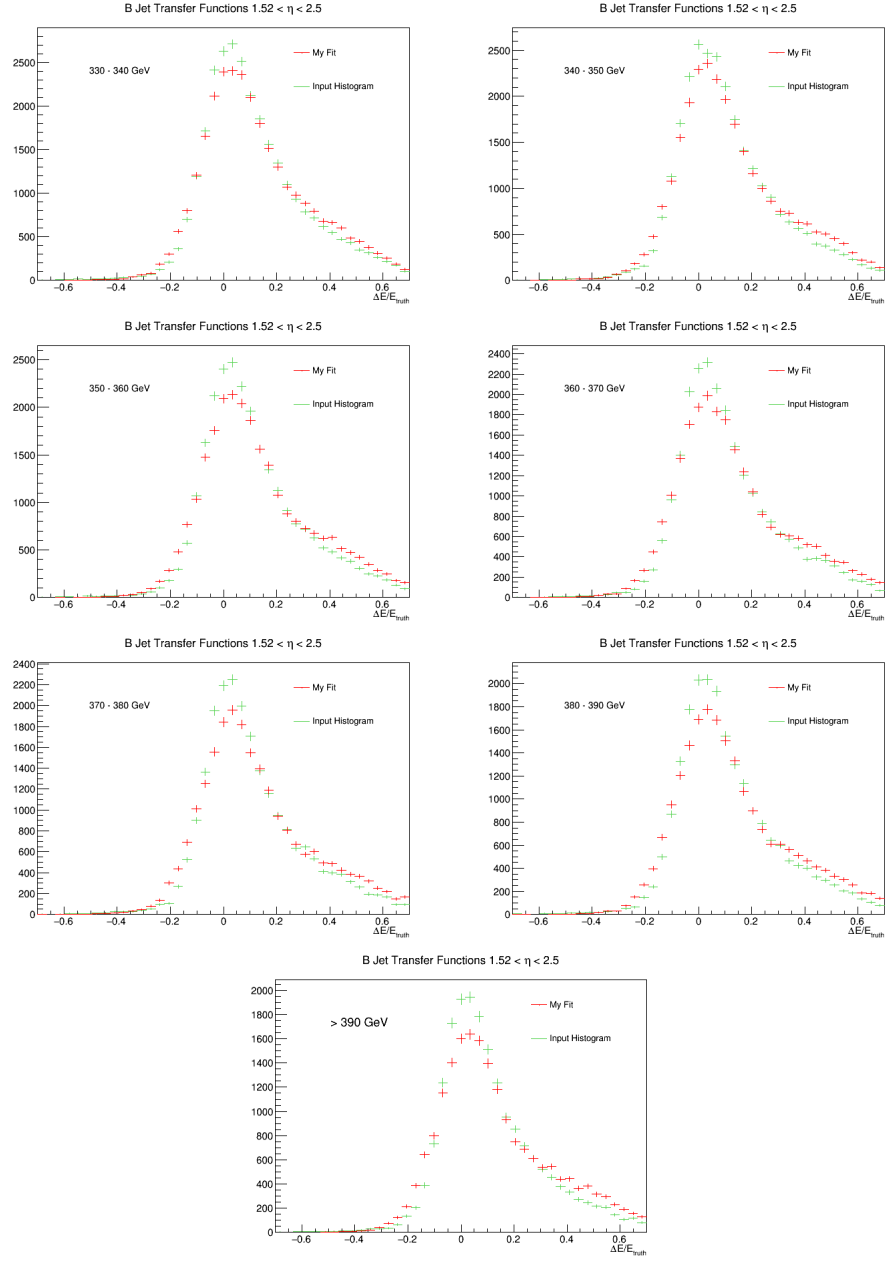 B Jet Transfer Functions 1.52 < η < 2.5
330 - 340 GeV
My Fit
Input Histogram
2500
2000
1500
1000
500
0
−0.6 −0.4 −0.2 0 0.2 0.4 0.6
ΔE/E_truth
B Jet Transfer Functions 1.52 < η < 2.5
340 - 350 GeV
My Fit
Input Histogram
2500
2000
1500
1000
500
0
−0.6 −0.4 −0.2 0 0.2 0.4 0.6
ΔE/E_truth
B Jet Transfer Functions 1.52 < η < 2.5
350 - 360 GeV
My Fit
Input Histogram
2500
2000
1500
1000
500
0
−0.6 −0.4 −0.2 0 0.2 0.4 0.6
ΔE/E_truth
B Jet Transfer Functions 1.52 < η < 2.5
360 - 370 GeV
My Fit
Input Histogram
2400
2200
2000
1800
1600
1400
1200
1000
800
600
400
200
0
−0.6 −0.4 −0.2 0 0.2 0.4 0.6
ΔE/E_truth
B Jet Transfer Functions 1.52 < η < 2.5
370 - 380 GeV
My Fit
Input Histogram
2400
2200
2000
1800
1600
1400
1200
1000
800
600
400
200
0
−0.6 −0.4 −0.2 0 0.2 0.4 0.6
ΔE/E_truth
B Jet Transfer Functions 1.52 < η < 2.5
380 - 390 GeV
My Fit
Input Histogram
2000
1800
1600
1400
1200
1000
800
600
400
200
0
−0.6 −0.4 −0.2 0 0.2 0.4 0.6
ΔE/E_truth
B Jet Transfer Functions 1.52 < η < 2.5
> 390 GeV
My Fit
Input Histogram
2000
1800
1600
1400
1200
1000
800
600
400
200
0
−0.6 −0.4 −0.2 0 0.2 0.4 0.6
ΔE/E_truth